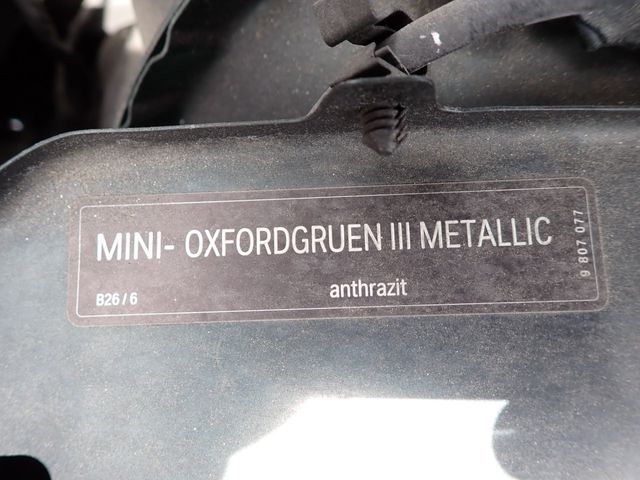 MINI- OXFORDGRUEN III METALLIC
B26 / 6
anthrazit
9 807 077